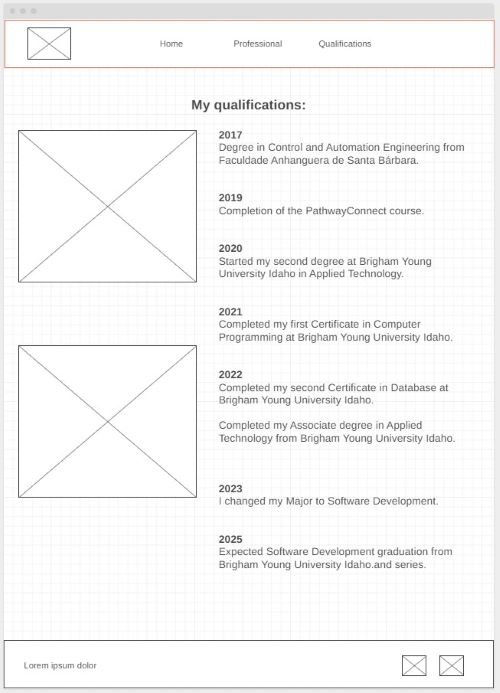 Home Professional Qualifications
My qualifications:
2017
Degree in Control and Automation Engineering from
Faculdade Anhanguera de Santa Bárbara.
2019
Completion of the PathwayConnect course.
2020
Started my second degree at Brigham Young
University Idaho in Applied Technology.
2021
Completed my first Certificate in Computer
Programming at Brigham Young University Idaho.
2022
Completed my second Certificate in Database at
Brigham Young University Idaho.
Completed my Associate degree in Applied
Technology from Brigham Young University Idaho.
2023
I changed my Major to Software Development.
2025
Expected Software Development graduation from
Brigham Young University Idaho.and series.
Lorem ipsum dolor